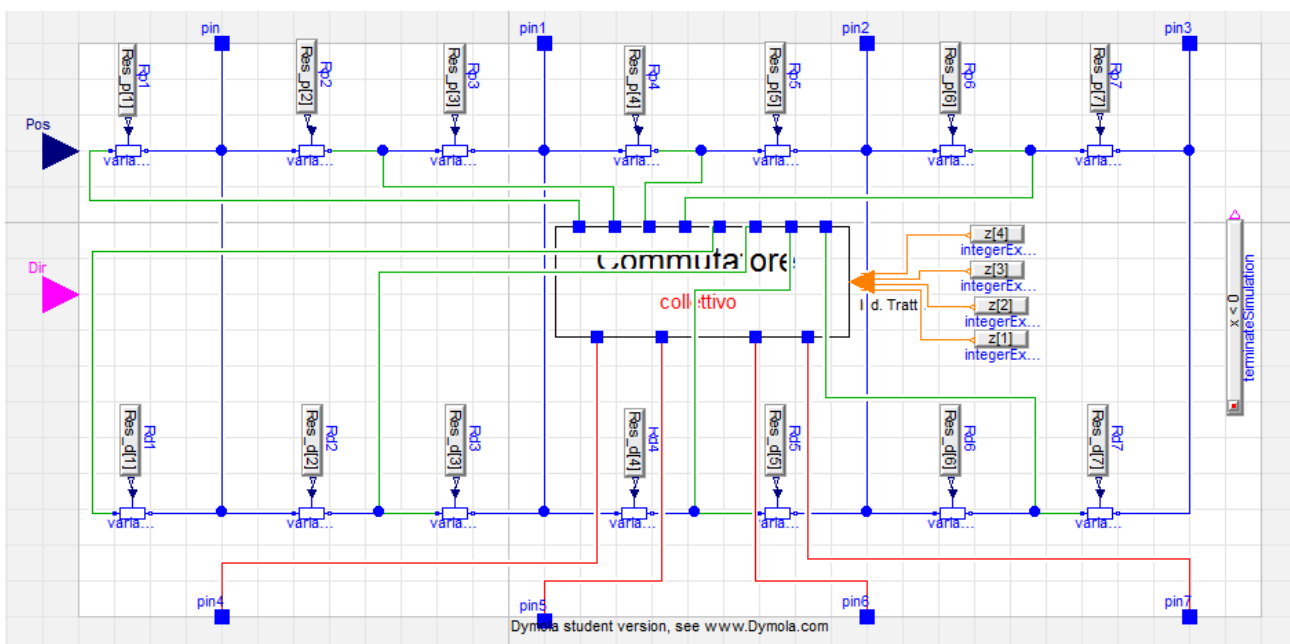 pin
pin1
pin2
pin3
Res_p[1]
Rp1
Res_p[2]
Rp2
Res_p[3]
Rp3
Res_p[4]
Rp4
Res_p[5]
Rp5
Res_p[6]
Rp6
Res_p[7]
Rp7
Pos
varia...
varia...
varia...
varia...
varia...
varia...
varia...
Dir
Commutatore
collettivo
I d. Tratt
z[4]
integerEx...
z[3]
integerEx...
z[2]
integerEx...
z[1]
integerEx...
x < 0
terminateSimulation
Res_d[1]
Rd1
Res_d[2]
Rd2
Res_d[3]
Rd3
Res_d[4]
Rd4
Res_d[5]
Rd5
Res_d[6]
Rd6
Res_d[7]
Rd7
varia...
varia...
varia...
varia...
varia...
varia...
varia...
pin4
pin5
pin6
pin7
Dymola student version, see www.Dymola.com